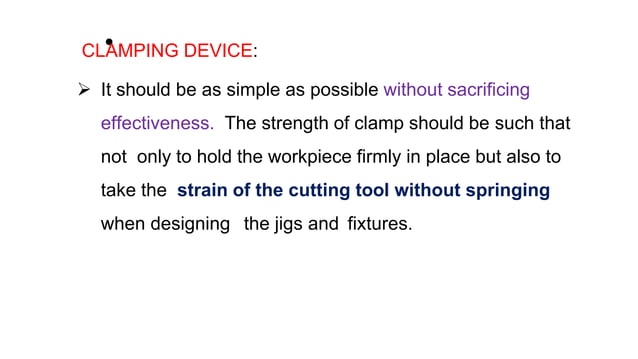 CLAMPING DEVICE:
➢ It should be as simple as possible without sacrificing
effectiveness. The strength of clamp should be such that
not only to hold the workpiece firmly in place but also to
take the strain of the cutting tool without springing
when designing the jigs and fixtures.